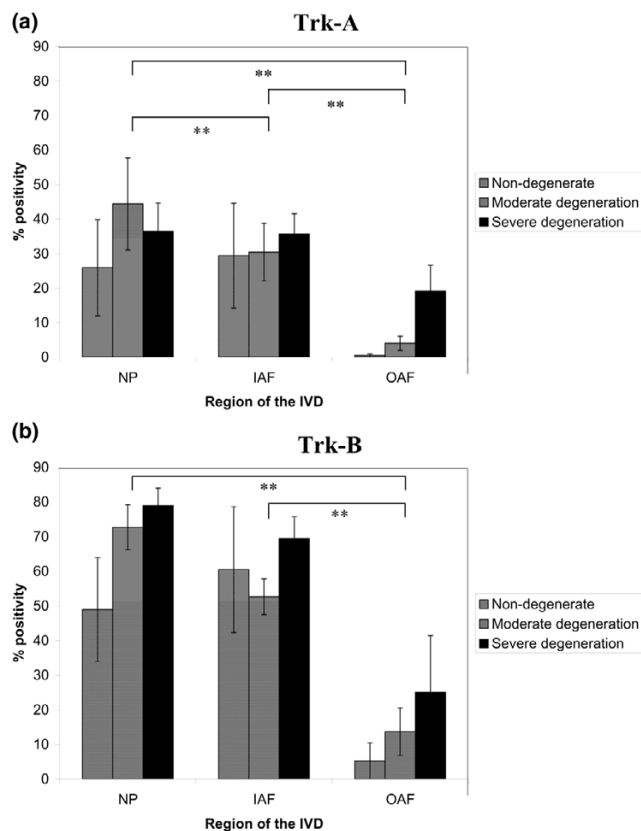 (a)
Trk-A
90
80
70
60
50
40
30
20
10
0
% positivity
**
**
**
NP IAF OAF
Region of the IVD
Non-degenerate
Moderate degeneration
Severe degeneration
(b)
Trk-B
90
80
70
60
50
40
30
20
10
0
% positivity
**
**
NP IAF OAF
Region of the IVD
Non-degenerate
Moderate degeneration
Severe degeneration